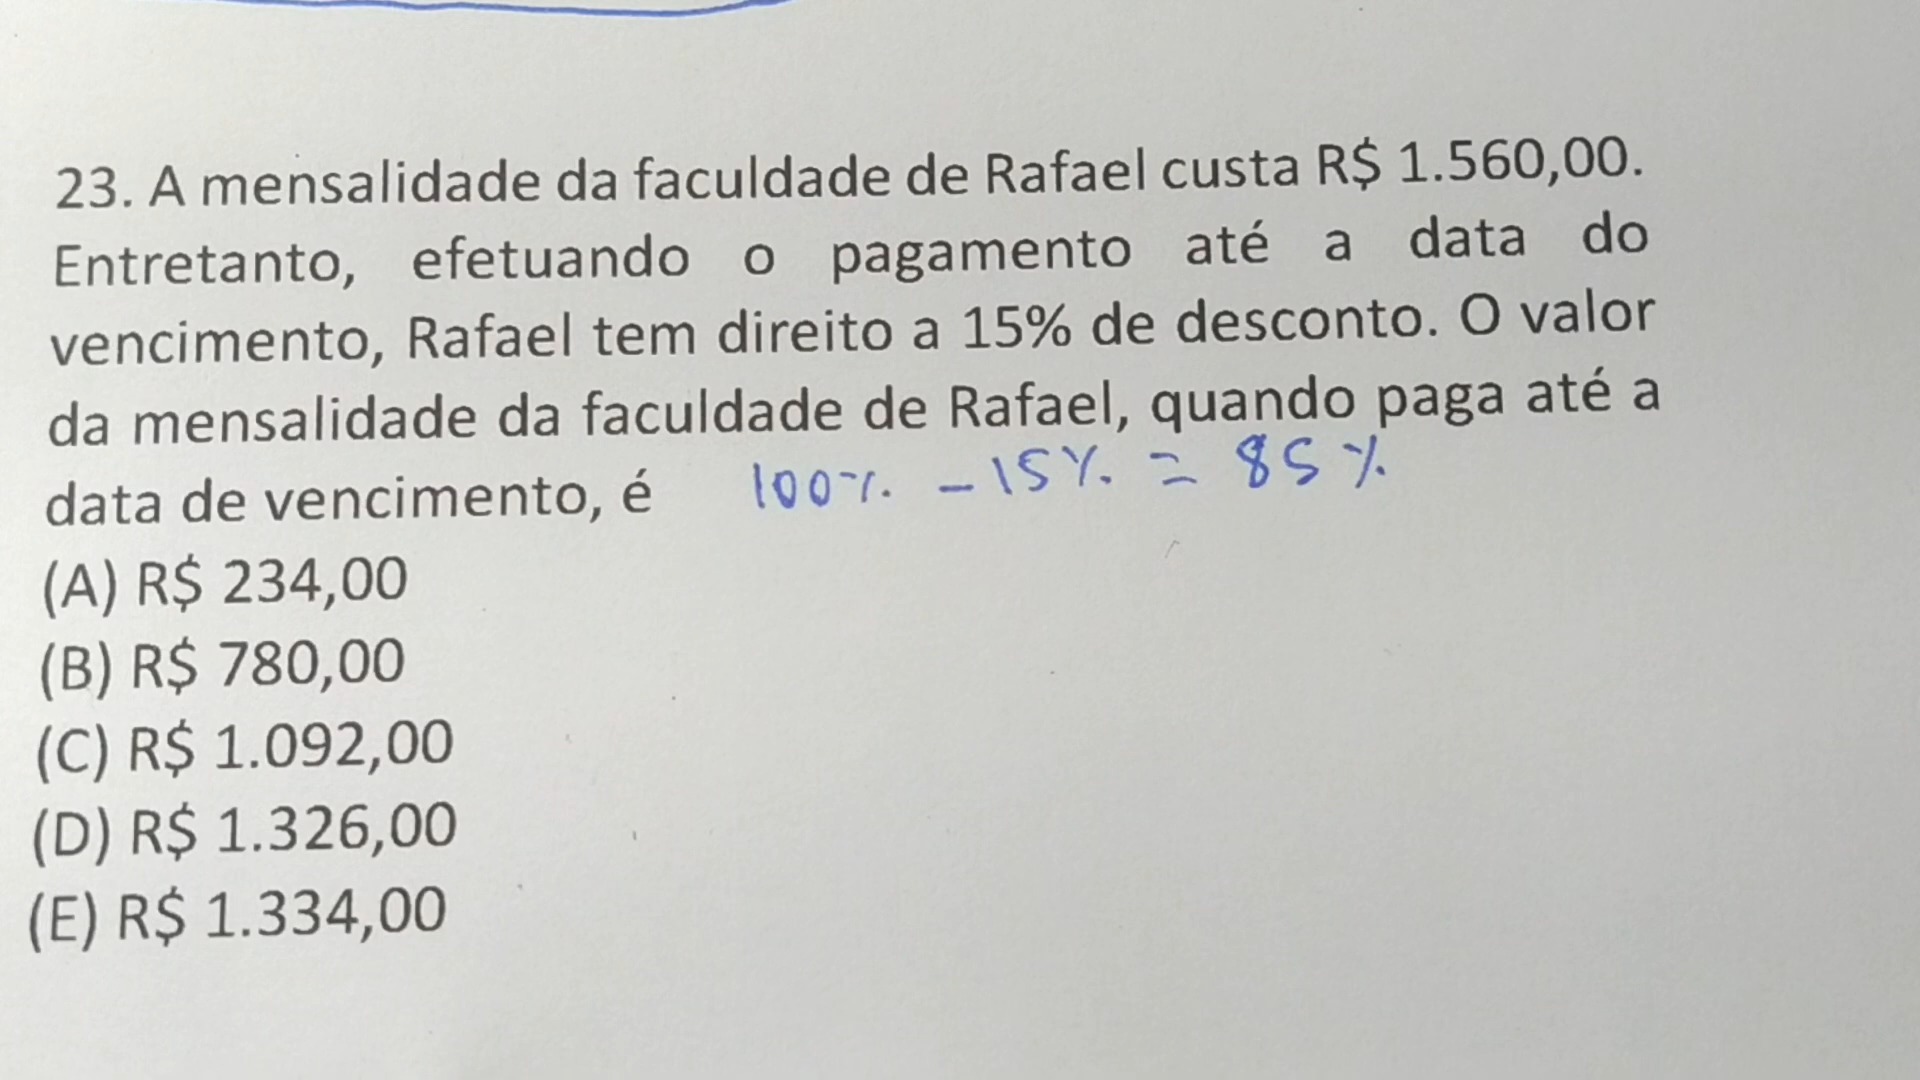 23. A mensalidade da faculdade de Rafael custa R$ 1.560,00.
Entretanto, efetuando o pagamento até a data do
vencimento, Rafael tem direito a 15% de desconto. O valor
da mensalidade da faculdade de Rafael, quando paga até a
data de vencimento, é 100% - 15% = 85%
(A) R$ 234,00
(B) R$ 780,00
(C) R$ 1.092,00
(D) R$ 1.326,00
(E) R$ 1.334,00